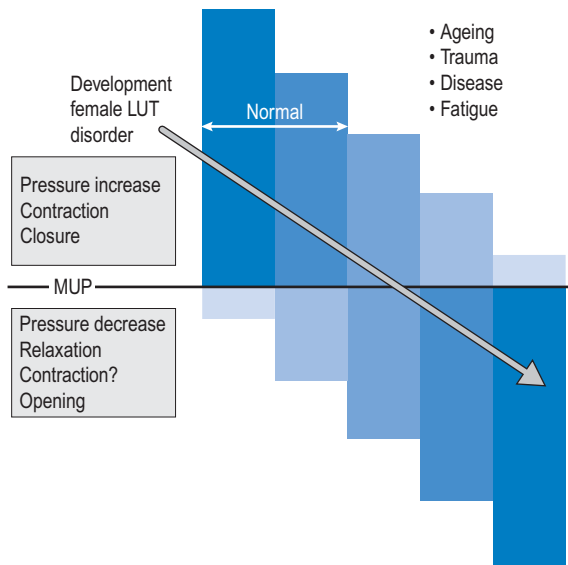 • Ageing
• Trauma
• Disease
• Fatigue
Development
female LUT
disorder
Normal
Pressure increase
Contraction
Closure
MUP
Pressure decrease
Relaxation
Contraction?
Opening